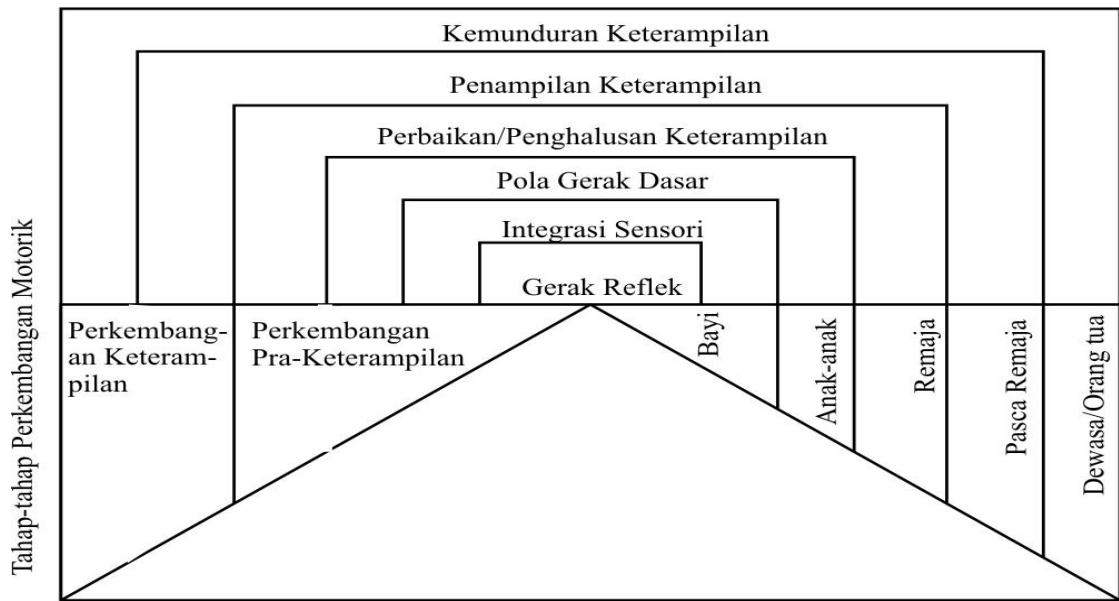 Kemunduran Keterampilan
Penampilan Keterampilan
Perbaikan/Penghalusan Keterampilan
Pola Gerak Dasar
Integrasi Sensori
Gerak Reflek
Tahap-tahap Perkembangan Motorik
Perkembang-
an Keteram-
pilan
Perkembangan
Pra-Keterampilan
Bayi
Anak-anak
Remaja
Pasca Remaja
Dewasa/Orang tua